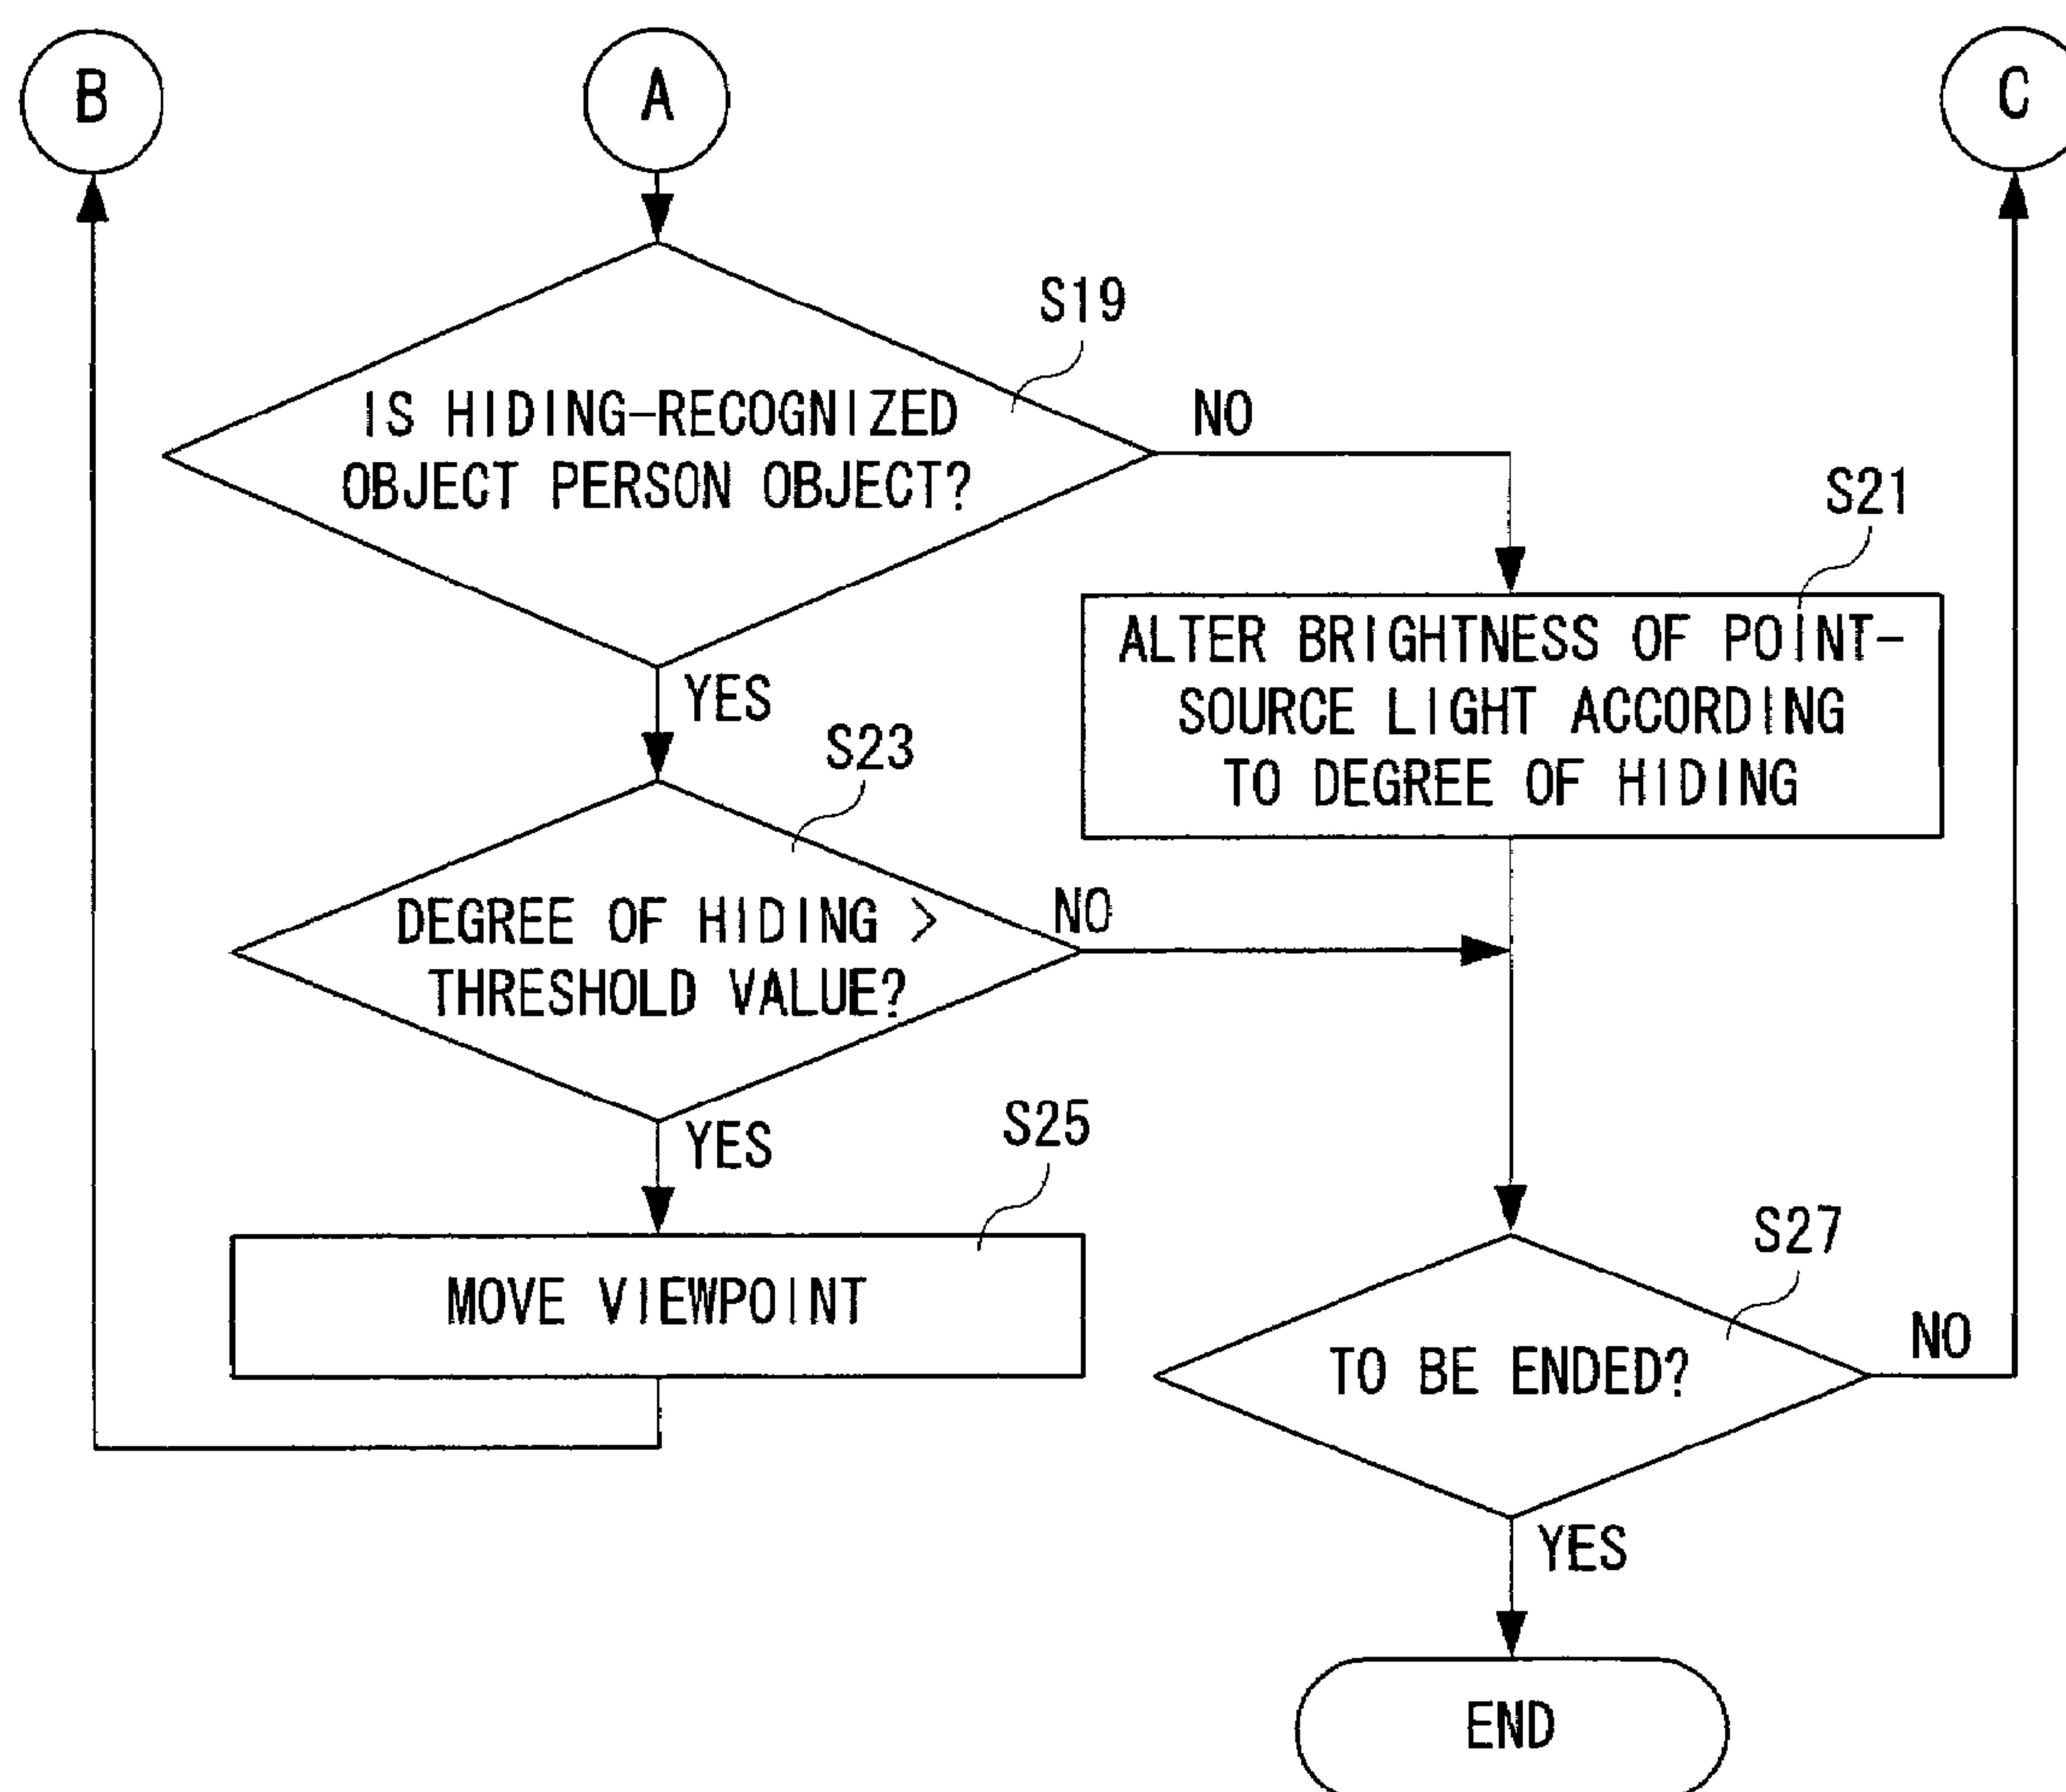 B
A
C
S19
IS HIDING-RECOGNIZED
OBJECT PERSON OBJECT?
NO
S21
ALTER BRIGHTNESS OF POINT-
SOURCE LIGHT ACCORDING
TO DEGREE OF HIDING
YES
S23
DEGREE OF HIDING >
THRESHOLD VALUE?
NO
YES
S25
MOVE VIEWPOINT
S27
TO BE ENDED?
NO
YES
END